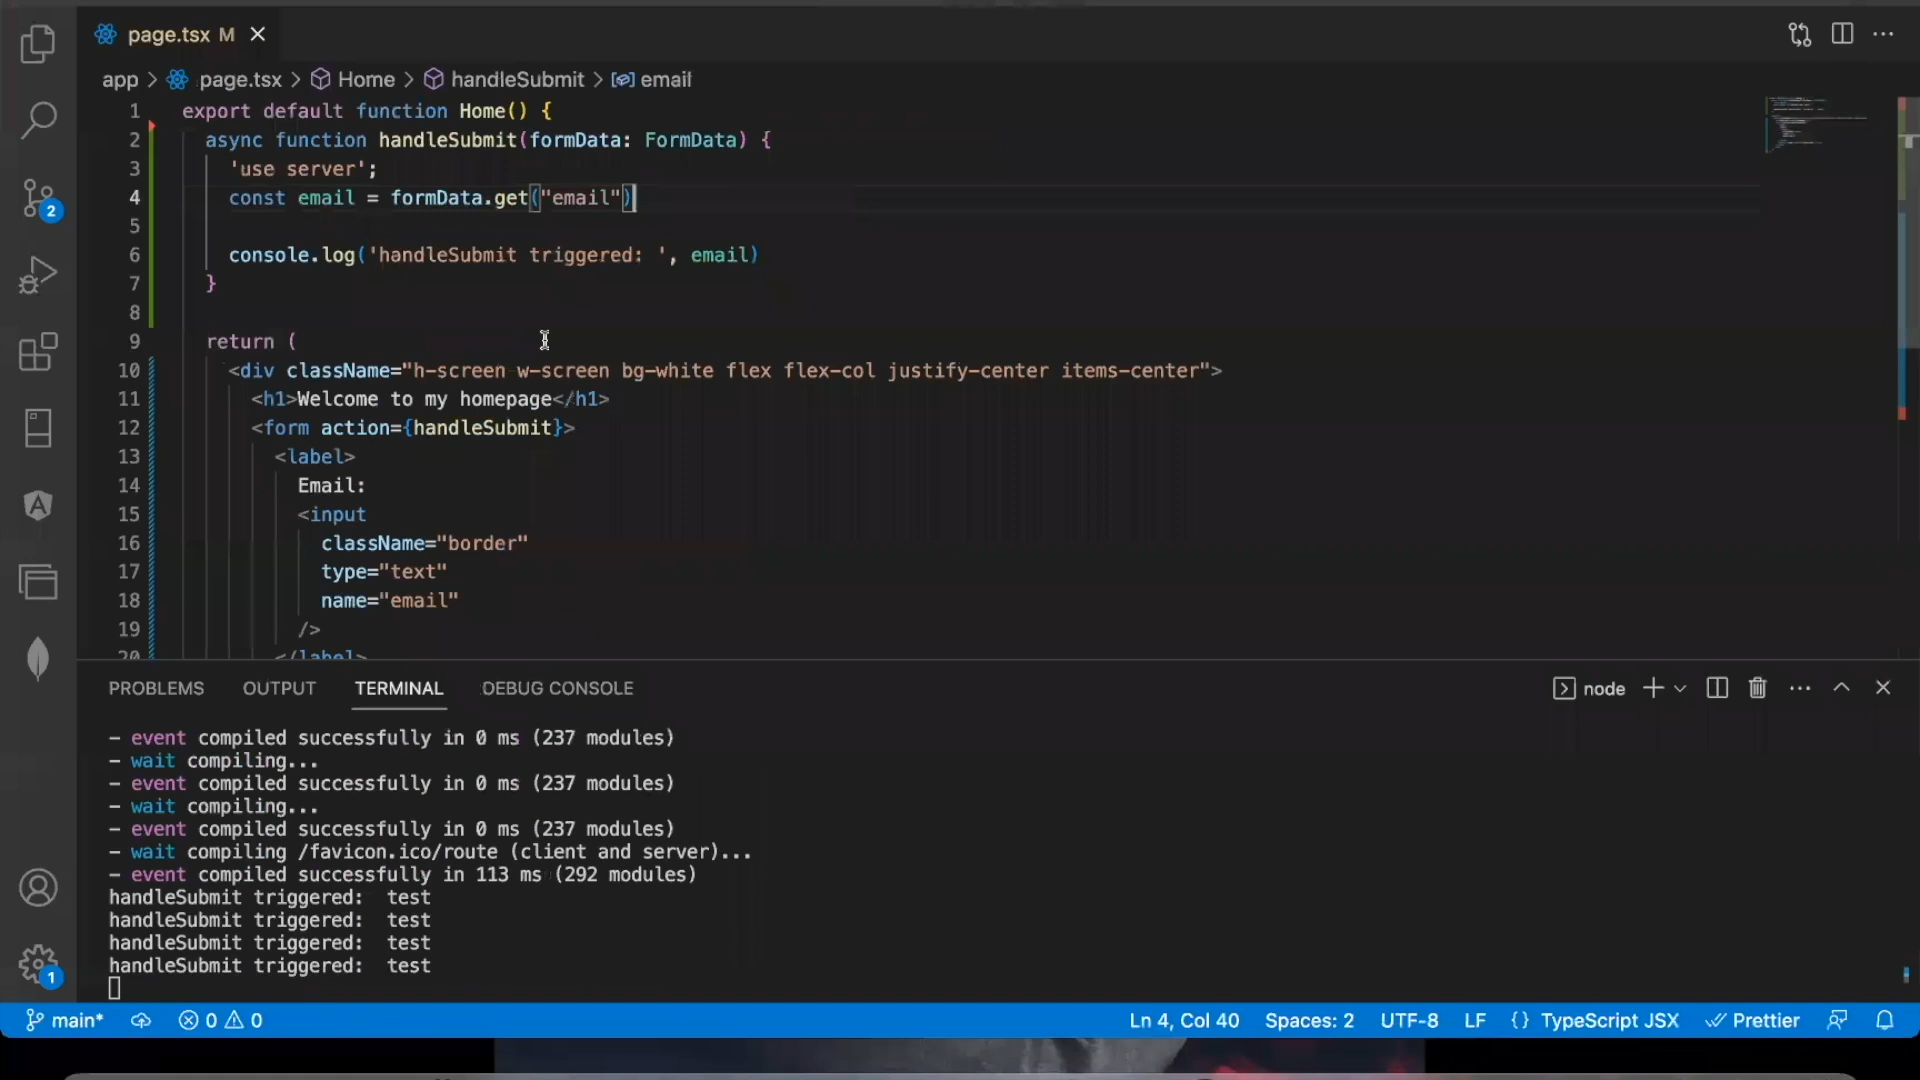 page.tsx M
app > page.tsx > Home > handleSubmit > email
1 export default function Home() {
2 async function handleSubmit(formData: FormData) {
3 'use server';
4 const email = formData.get("email")
5
6 console.log('handleSubmit triggered: ', email)
7 }
8
9 return (
10 <div className="h-screen w-screen bg-white flex flex-col justify-center items-center">
11 <h1>Welcome to my homepage</h1>
12 <form action={handleSubmit}>
13 <label>
14 Email:
15 <input
16 className="border"
17 type="text"
18 name="email"
19 />
20 </label>
2
PROBLEMS OUTPUT TERMINAL DEBUG CONSOLE node
- event compiled successfully in 0 ms (237 modules)
- wait compiling...
- event compiled successfully in 0 ms (237 modules)
- wait compiling...
- event compiled successfully in 0 ms (237 modules)
- wait compiling /favicon.ico/route (client and server)...
- event compiled successfully in 113 ms (292 modules)
handleSubmit triggered:  test
handleSubmit triggered:  test
handleSubmit triggered:  test
handleSubmit triggered:  test
1
main* 0 0 Ln 4, Col 40 Spaces: 2 UTF-8 LF {} TypeScript JSX Prettier